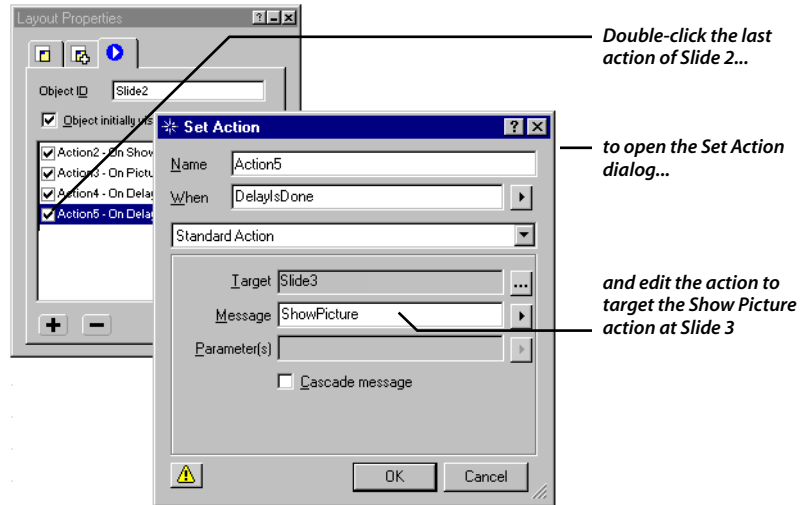 Layout Properties
Object ID Slide2
Object initially vis
Action2 - On Show
Action3 - On Pictu
Action4 - On Delay
Action5 - On Delay
Set Action
Name Action5
When DelayIsDone
Standard Action
Target Slide3 ...
Message ShowPicture
Parameter(s)
Cascade message
OK Cancel
Double-click the last
action of Slide 2...
to open the Set Action
dialog...
and edit the action to
target the Show Picture
action at Slide 3